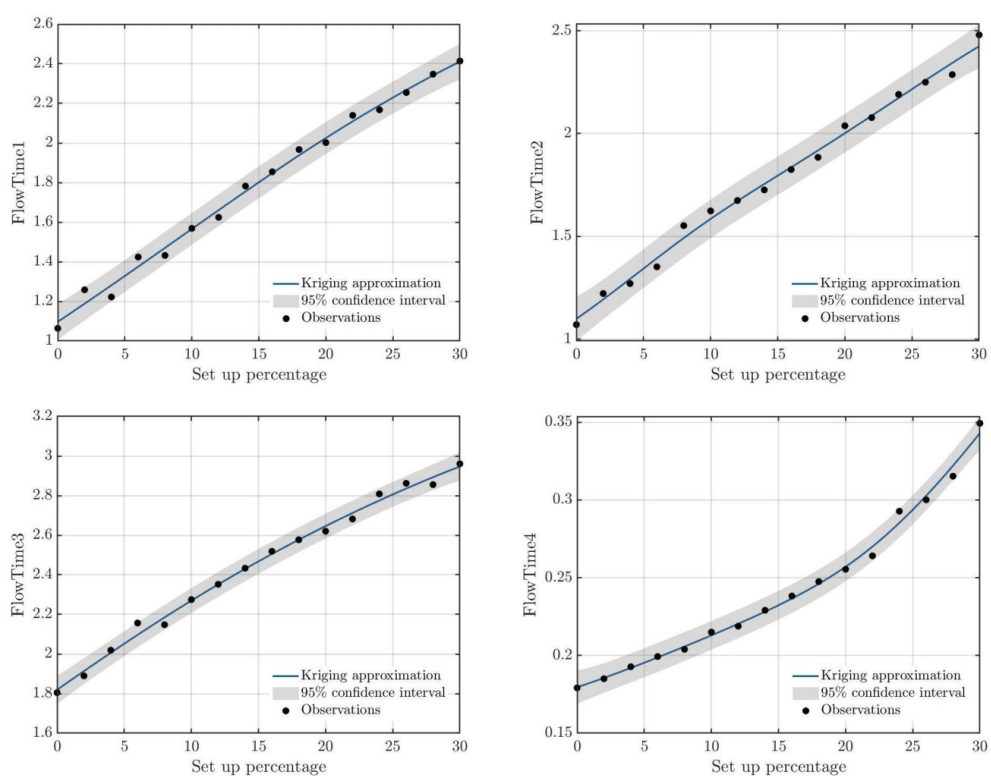 2.6
2.4
2.2
2
1.8
1.6
1.4
1.2
1
FlowTime1
Kriging approximation
95% confidence interval
Observations
0 5 10 15 20 25 30
Set up percentage
2.5
2
1.5
1
FlowTime2
Kriging approximation
95% confidence interval
Observations
0 5 10 15 20 25 30
Set up percentage
3.2
3
2.8
2.6
2.4
2.2
2
1.8
1.6
FlowTime3
Kriging approximation
95% confidence interval
Observations
0 5 10 15 20 25 30
Set up percentage
0.35
0.3
0.25
0.2
0.15
FlowTime4
Kriging approximation
95% confidence interval
Observations
0 5 10 15 20 25 30
Set up percentage